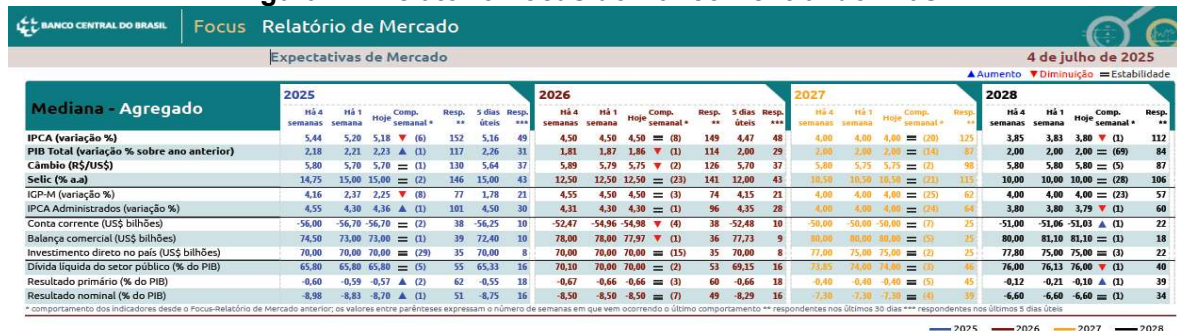 BANCO CENTRAL DO BRASIL Focus Relatório de Mercado
Expectativas de Mercado 4 de julho de 2025
▲Aumento ▼Diminuição =Estabilidade
Mediana - Agregado
2025 2026 2027 2028
Há 4 semanas Há 1 semana Hoje Comp. semanal * Resp. ** 5 dias úteis Resp. *** Há 4 semanas Há 1 semana Hoje Comp. semanal * Resp. ** 5 dias úteis Resp. *** Há 4 semanas Há 1 semana Hoje Comp. semanal * Resp. ** Há 4 semanas Há 1 semana Hoje Comp. semanal * Resp. **
IPCA (variação %) 5,44 5,20 5,18 ▼ (6) 152 5,16 49 4,50 4,50 4,50 = (8) 149 4,47 48 4,00 4,00 4,00 = (20) 125 3,85 3,83 3,80 ▼ (1) 112
PIB Total (variação % sobre ano anterior) 2,18 2,21 2,23 ▲ (1) 117 2,26 31 1,81 1,87 1,86 ▼ (1) 114 2,00 29 2,00 2,00 2,00 = (14) 87 2,00 2,00 2,00 = (69) 84
Câmbio (R$/US$) 5,80 5,70 5,70 = (1) 130 5,64 37 5,89 5,79 5,75 ▼ (2) 126 5,70 37 5,80 5,75 5,75 = (2) 98 5,80 5,80 5,80 = (5) 87
Selic (% a.a) 14,75 15,00 15,00 = (2) 146 15,00 43 12,50 12,50 12,50 = (23) 141 12,00 43 10,50 10,50 10,50 = (21) 115 10,00 10,00 10,00 = (28) 106
IGP-M (variação %) 4,16 2,37 2,25 ▼ (8) 77 1,78 21 4,55 4,50 4,50 = (3) 74 4,15 21 4,00 4,00 4,00 = (25) 62 4,00 4,00 4,00 = (23) 57
IPCA Administrados (variação %) 4,55 4,30 4,36 ▲ (1) 101 4,50 30 4,31 4,30 4,30 = (1) 96 4,35 28 4,00 4,00 4,00 = (24) 64 3,80 3,80 3,79 ▼ (1) 60
Conta corrente (US$ bilhões) -56,00 -56,70 -56,70 = (2) 38 -56,25 10 -52,47 -54,96 -54,98 ▼ (4) 38 -52,48 10 -50,00 -50,00 -50,00 = (7) 25 -51,00 -51,06 -51,03 ▲ (1) 22
Balança comercial (US$ bilhões) 74,50 73,00 73,00 = (1) 39 72,40 10 78,00 78,00 77,97 ▼ (1) 36 77,73 9 80,00 80,00 80,00 = (5) 25 80,00 81,10 81,10 = (1) 18
Investimento direto no país (US$ bilhões) 70,00 70,00 70,00 = (29) 35 70,00 8 70,00 70,00 70,00 = (15) 35 70,00 8 77,00 75,00 75,00 = (2) 25 77,80 75,00 75,00 = (3) 22
Dívida líquida do setor público (% do PIB) 65,80 65,80 65,80 = (5) 55 65,33 16 70,10 70,00 70,00 = (2) 53 69,15 16 73,85 74,00 74,00 = (3) 46 76,00 76,13 76,00 ▼ (1) 40
Resultado primário (% do PIB) -0,60 -0,59 -0,57 ▲ (2) 62 -0,55 18 -0,67 -0,66 -0,66 = (3) 60 -0,66 18 -0,40 -0,40 -0,40 = (5) 45 -0,12 -0,21 -0,10 ▲ (1) 39
Resultado nominal (% do PIB) -8,98 -8,83 -8,70 ▲ (1) 51 -8,75 16 -8,50 -8,50 -8,50 = (7) 49 -8,29 16 -7,30 -7,30 -7,30 = (4) 39 -6,60 -6,60 -6,60 = (1) 34
* comportamento dos indicadores desde o Focus-Relatório de Mercado anterior; os valores entre parênteses expressam o número de semanas em que vem ocorrendo o último comportamento ** respondentes nos últimos 30 dias *** respondentes nos últimos 5 dias úteis
2025 2026 2027 2028